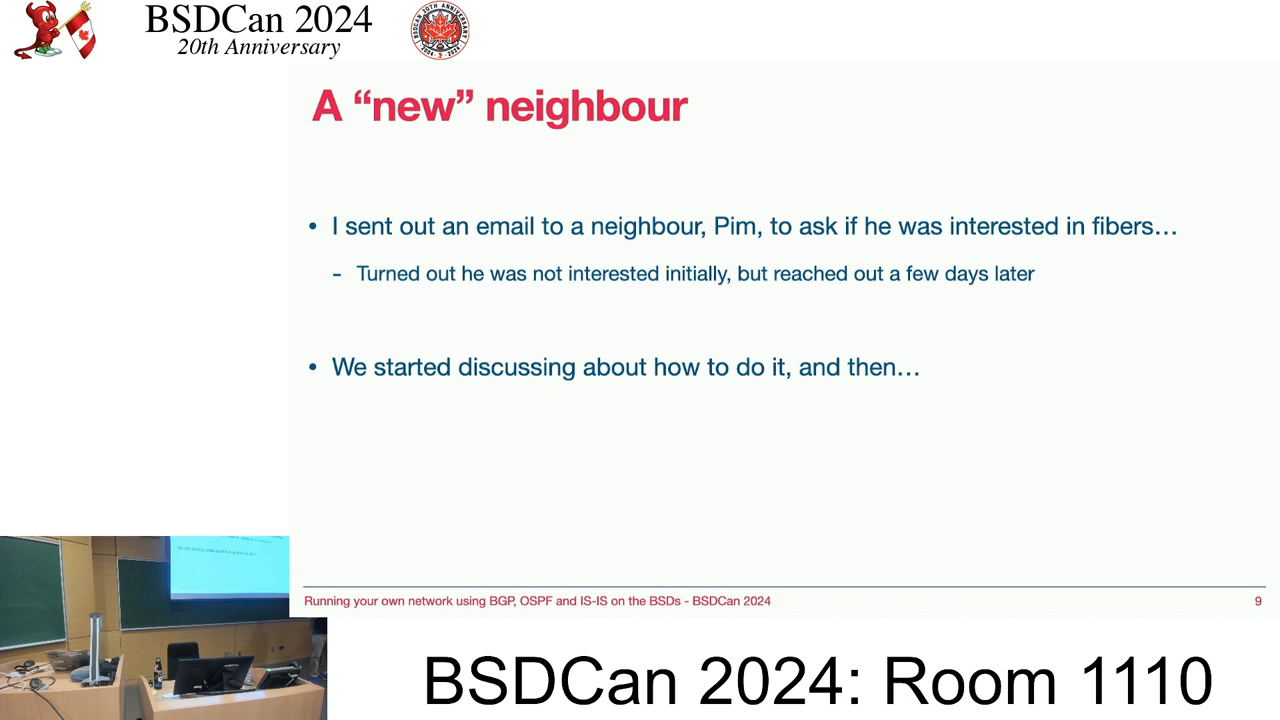 BSDCan 2024
20th Anniversary
A “new” neighbour
• I sent out an email to a neighbour, Pim, to ask if he was interested in fibers…
- Turned out he was not interested initially, but reached out a few days later
• We started discussing about how to do it, and then…
Running your own network using BGP, OSPF and IS-IS on the BSDs - BSDCan 2024
9
BSDCan 2024: Room 1110